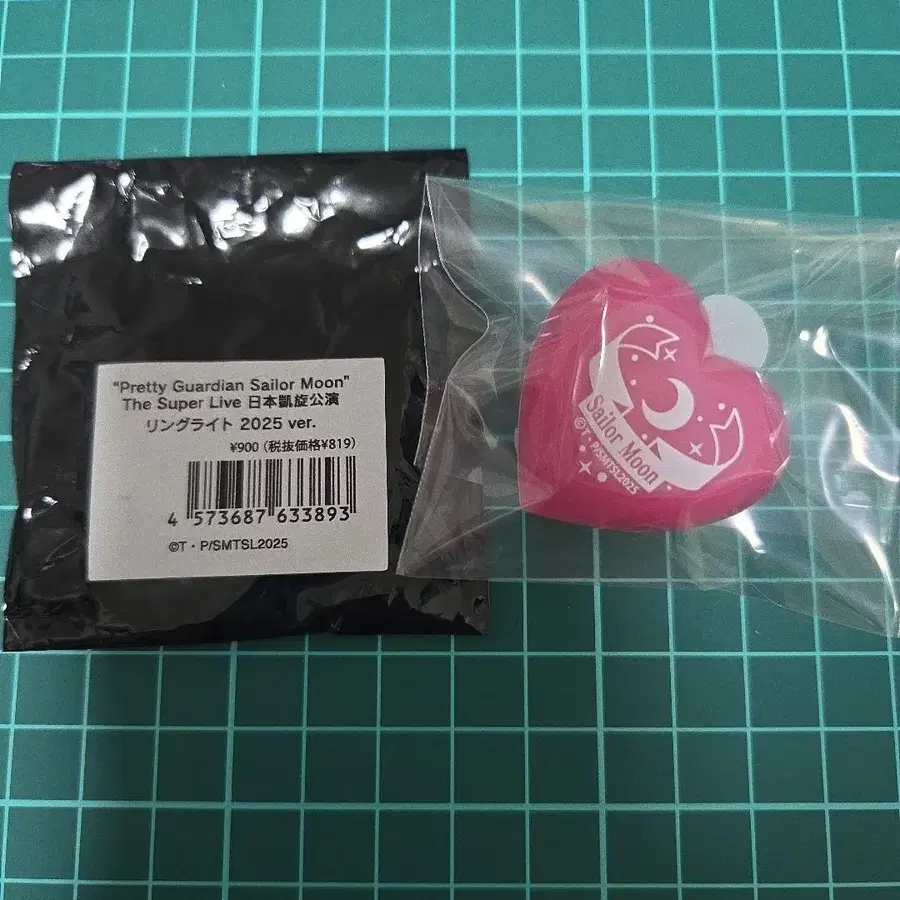 “Pretty Guardian Sailor Moon”
The Super Live 日本凱旋公演
リングライト 2025 ver.
¥900 (税抜価格¥819)
4 573687 633893
©T・P/SMTSL2025
Sailor Moon
©T・P/SMTSL2025